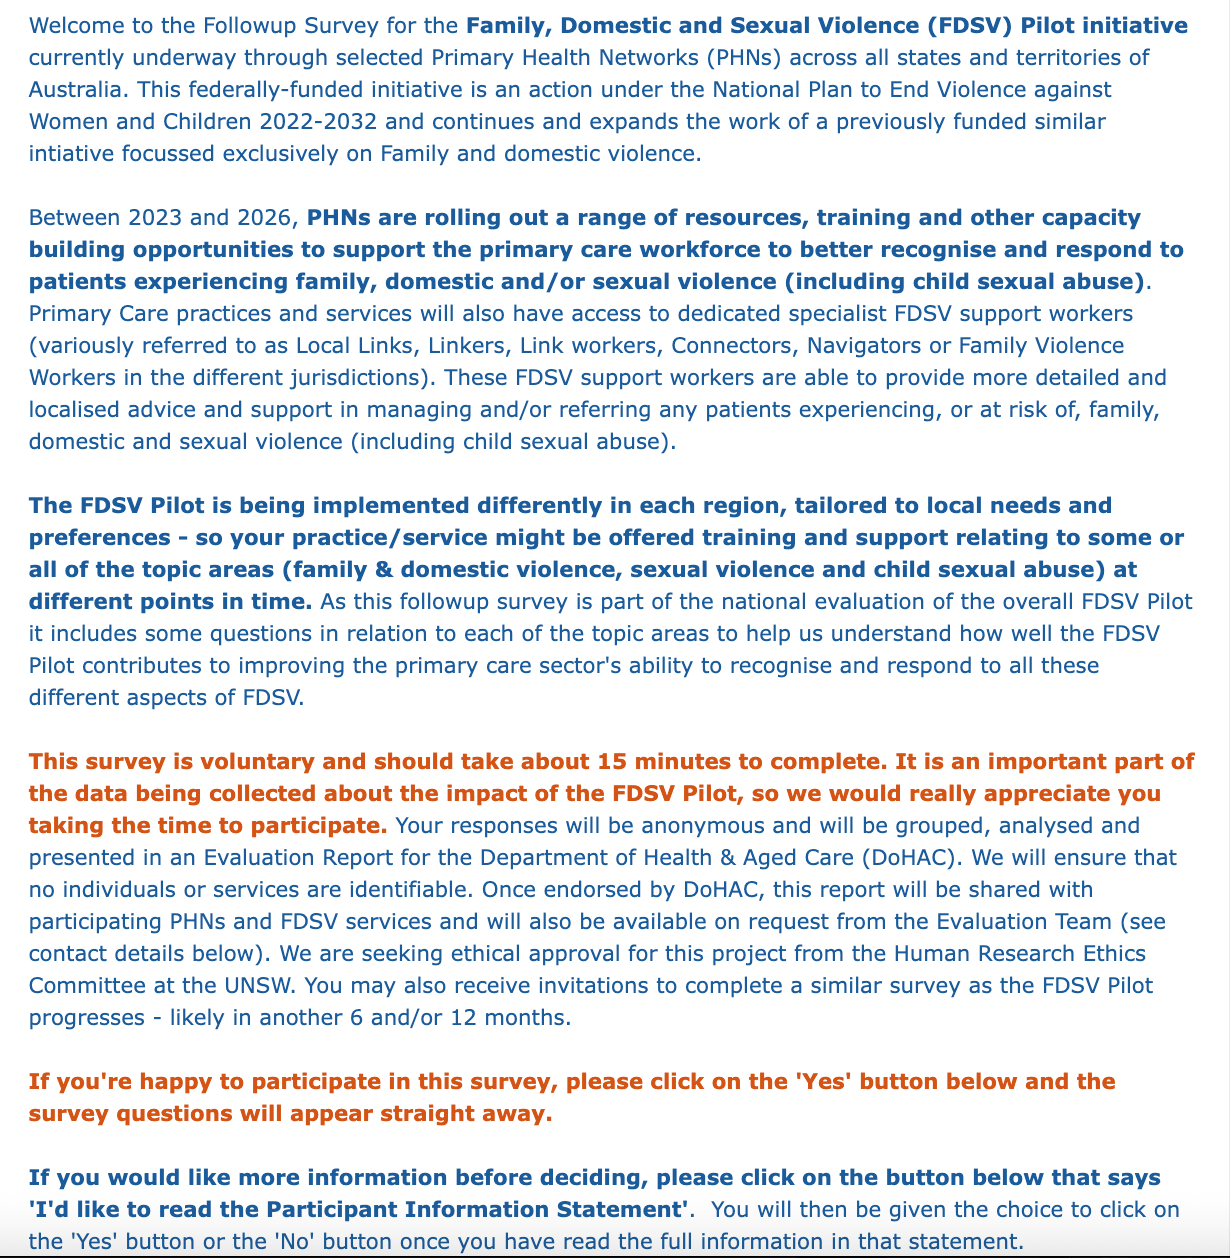 Welcome to the Followup Survey for the Family, Domestic and Sexual Violence (FDSV) Pilot initiative
currently underway through selected Primary Health Networks (PHNs) across all states and territories of
Australia. This federally-funded initiative is an action under the National Plan to End Violence against
Women and Children 2022-2032 and continues and expands the work of a previously funded similar
intiative focussed exclusively on Family and domestic violence.
Between 2023 and 2026, PHNs are rolling out a range of resources, training and other capacity
building opportunities to support the primary care workforce to better recognise and respond to
patients experiencing family, domestic and/or sexual violence (including child sexual abuse).
Primary Care practices and services will also have access to dedicated specialist FDSV support workers
(variously referred to as Local Links, Linkers, Link workers, Connectors, Navigators or Family Violence
Workers in the different jurisdictions). These FDSV support workers are able to provide more detailed and
localised advice and support in managing and/or referring any patients experiencing, or at risk of, family,
domestic and sexual violence (including child sexual abuse).
The FDSV Pilot is being implemented differently in each region, tailored to local needs and
preferences - so your practice/service might be offered training and support relating to some or
all of the topic areas (family & domestic violence, sexual violence and child sexual abuse) at
different points in time. As this followup survey is part of the national evaluation of the overall FDSV Pilot
it includes some questions in relation to each of the topic areas to help us understand how well the FDSV
Pilot contributes to improving the primary care sector's ability to recognise and respond to all these
different aspects of FDSV.
This survey is voluntary and should take about 15 minutes to complete. It is an important part of
the data being collected about the impact of the FDSV Pilot, so we would really appreciate you
taking the time to participate. Your responses will be anonymous and will be grouped, analysed and
presented in an Evaluation Report for the Department of Health & Aged Care (DoHAC). We will ensure that
no individuals or services are identifiable. Once endorsed by DoHAC, this report will be shared with
participating PHNs and FDSV services and will also be available on request from the Evaluation Team (see
contact details below). We are seeking ethical approval for this project from the Human Research Ethics
Committee at the UNSW. You may also receive invitations to complete a similar survey as the FDSV Pilot
progresses - likely in another 6 and/or 12 months.
If you're happy to participate in this survey, please click on the 'Yes' button below and the
survey questions will appear straight away.
If you would like more information before deciding, please click on the button below that says
'I'd like to read the Participant Information Statement'. You will then be given the choice to click on
the 'Yes' button or the 'No' button once you have read the full information in that statement.